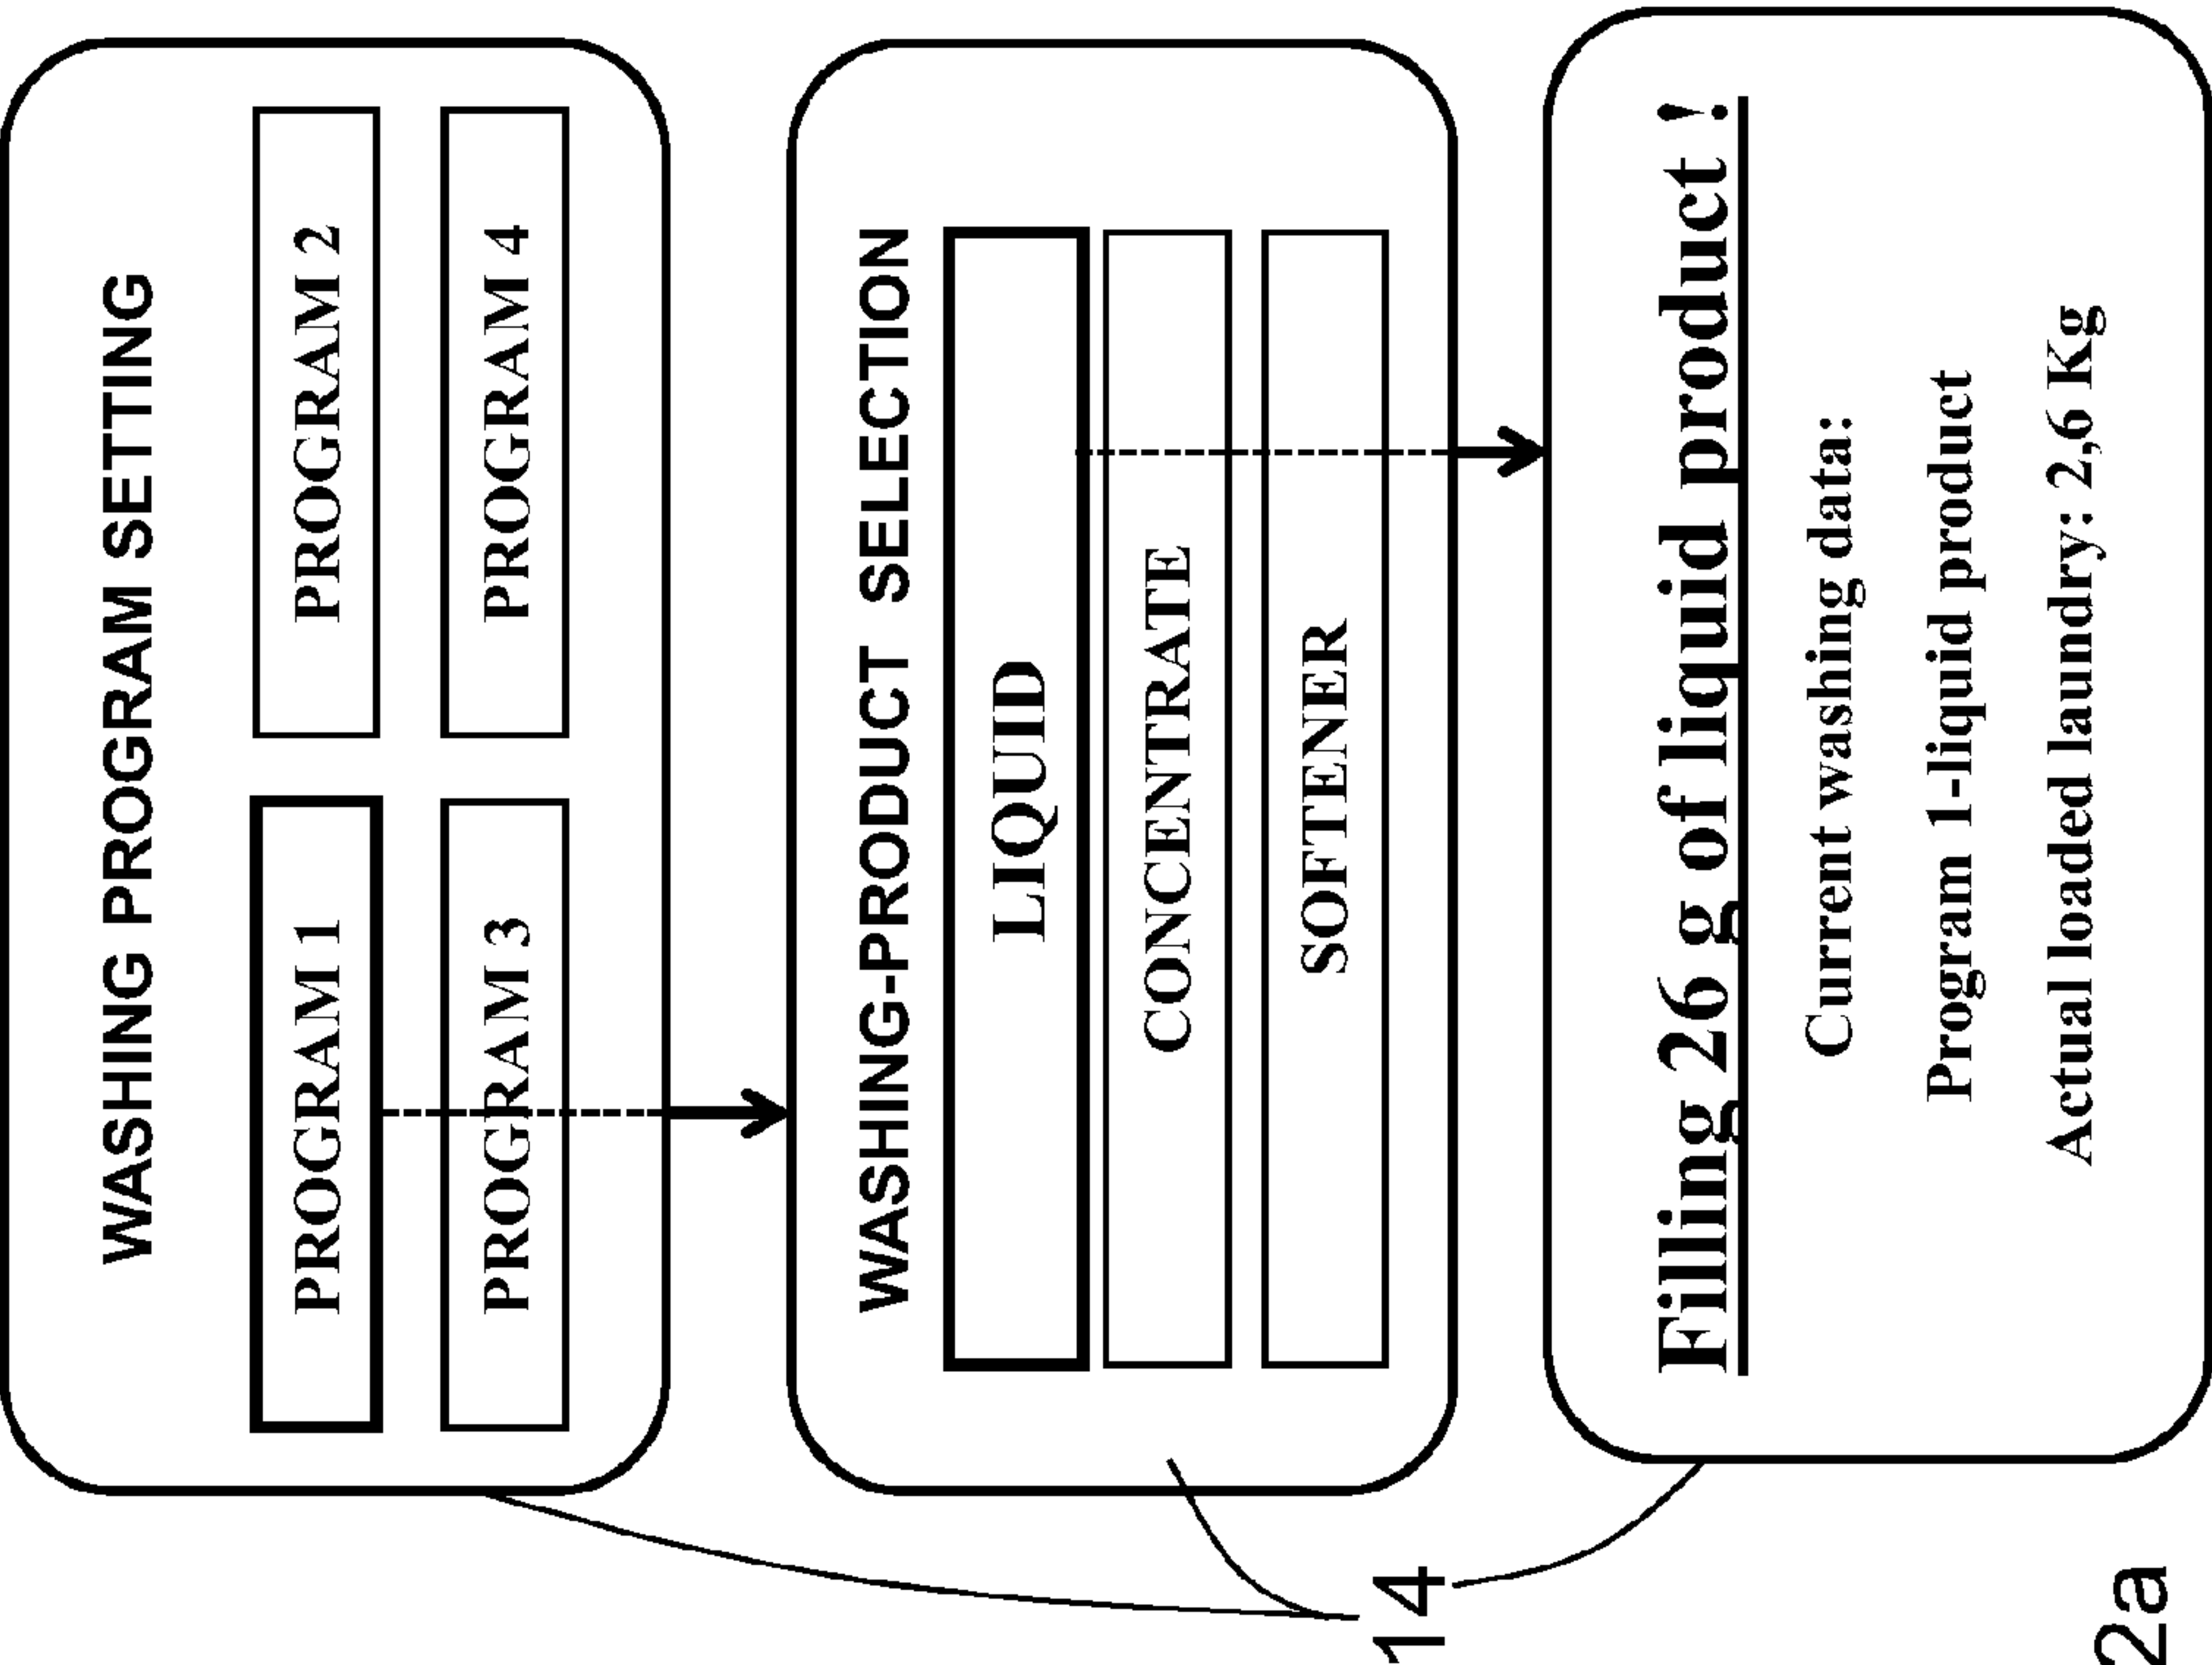 WASHING PROGRAM SETTING
PROGRAM 1 PROGRAM 2
PROGRAM 3 PROGRAM 4
WASHING-PRODUCT SELECTION
LIQUID
CONCENTRATE
SOFTENER
Filling 26 g of liquid product !
Current washing data:
Program 1-liquid product
Actual loaded laundry: 2,6 Kg
14
2a